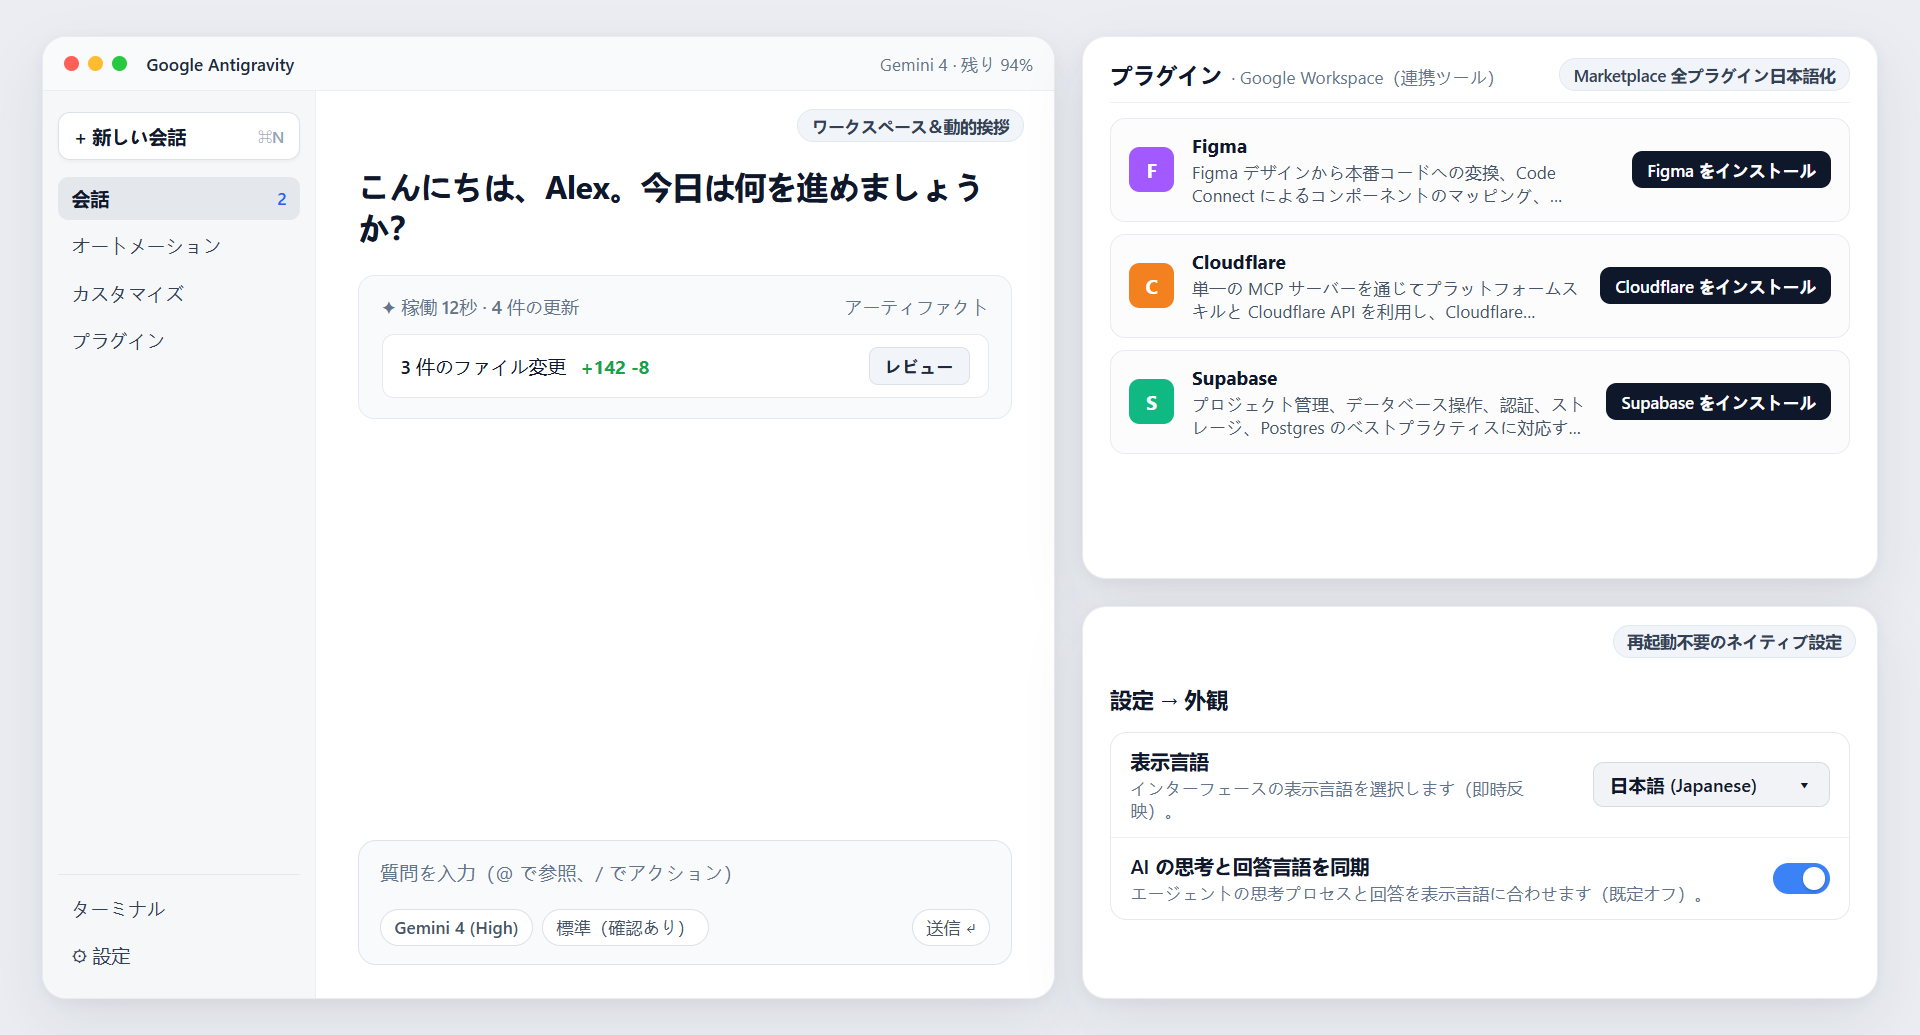 Google Antigravity
Gemini 4 · 残り 94%
+ 新しい会話 ⌘N
会話 2
オートメーション
カスタマイズ
プラグイン
ターミナル
⚙ 設定
ワークスペース＆動的挨拶
こんにちは、Alex。今日は何を進めましょう
か?
✦ 稼働 12秒 · 4 件の更新
アーティファクト
3 件のファイル変更 +142 -8
レビュー
質問を入力（@ で参照、/ でアクション）
Gemini 4 (High)
標準（確認あり）
送信 ↲
プラグイン · Google Workspace（連携ツール）
Marketplace 全プラグイン日本語化
F
Figma
Figma デザインから本番コードへの変換、Code
Connect によるコンポーネントのマッピング、...
Figma をインストール
C
Cloudflare
単一の MCP サーバーを通じてプラットフォームス
キルと Cloudflare API を利用し、Cloudflare...
Cloudflare をインストール
S
Supabase
プロジェクト管理、データベース操作、認証、スト
レージ、Postgres のベストプラクティスに対応す...
Supabase をインストール
再起動不要のネイティブ設定
設定 → 外観
表示言語
インターフェースの表示言語を選択します（即時反
映）。
日本語 (Japanese) ▼
AI の思考と回答言語を同期
エージェントの思考プロセスと回答を表示言語に合わせます（既定オフ）。